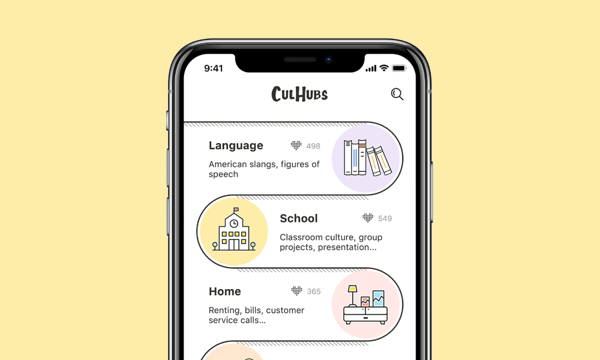 9:41
CulHubs
Language 498
American slangs, figures of
speech
School 549
Classroom culture, group
projects, presentation...
Home 365
Renting, bills, customer
service calls...